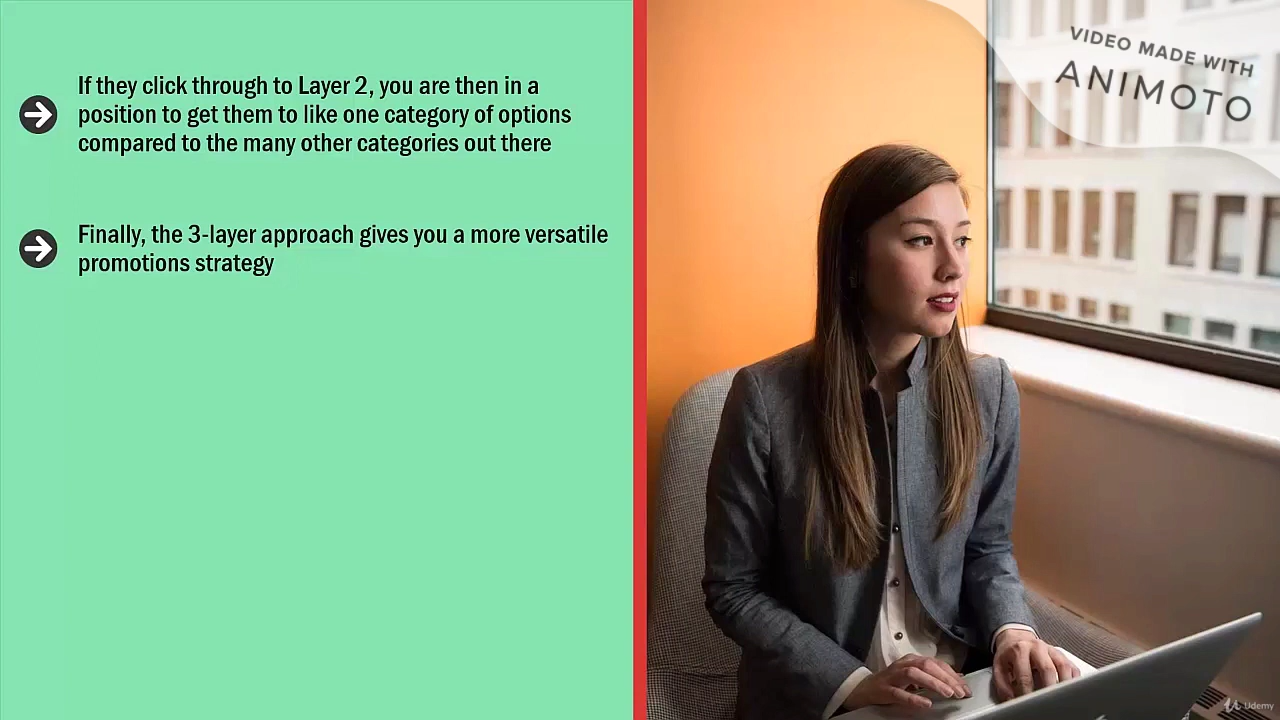 If they click through to Layer 2, you are then in a
position to get them to like one category of options
compared to the many other categories out there
Finally, the 3-layer approach gives you a more versatile
promotions strategy
VIDEO MADE WITH
ANIMOTO
Udemy